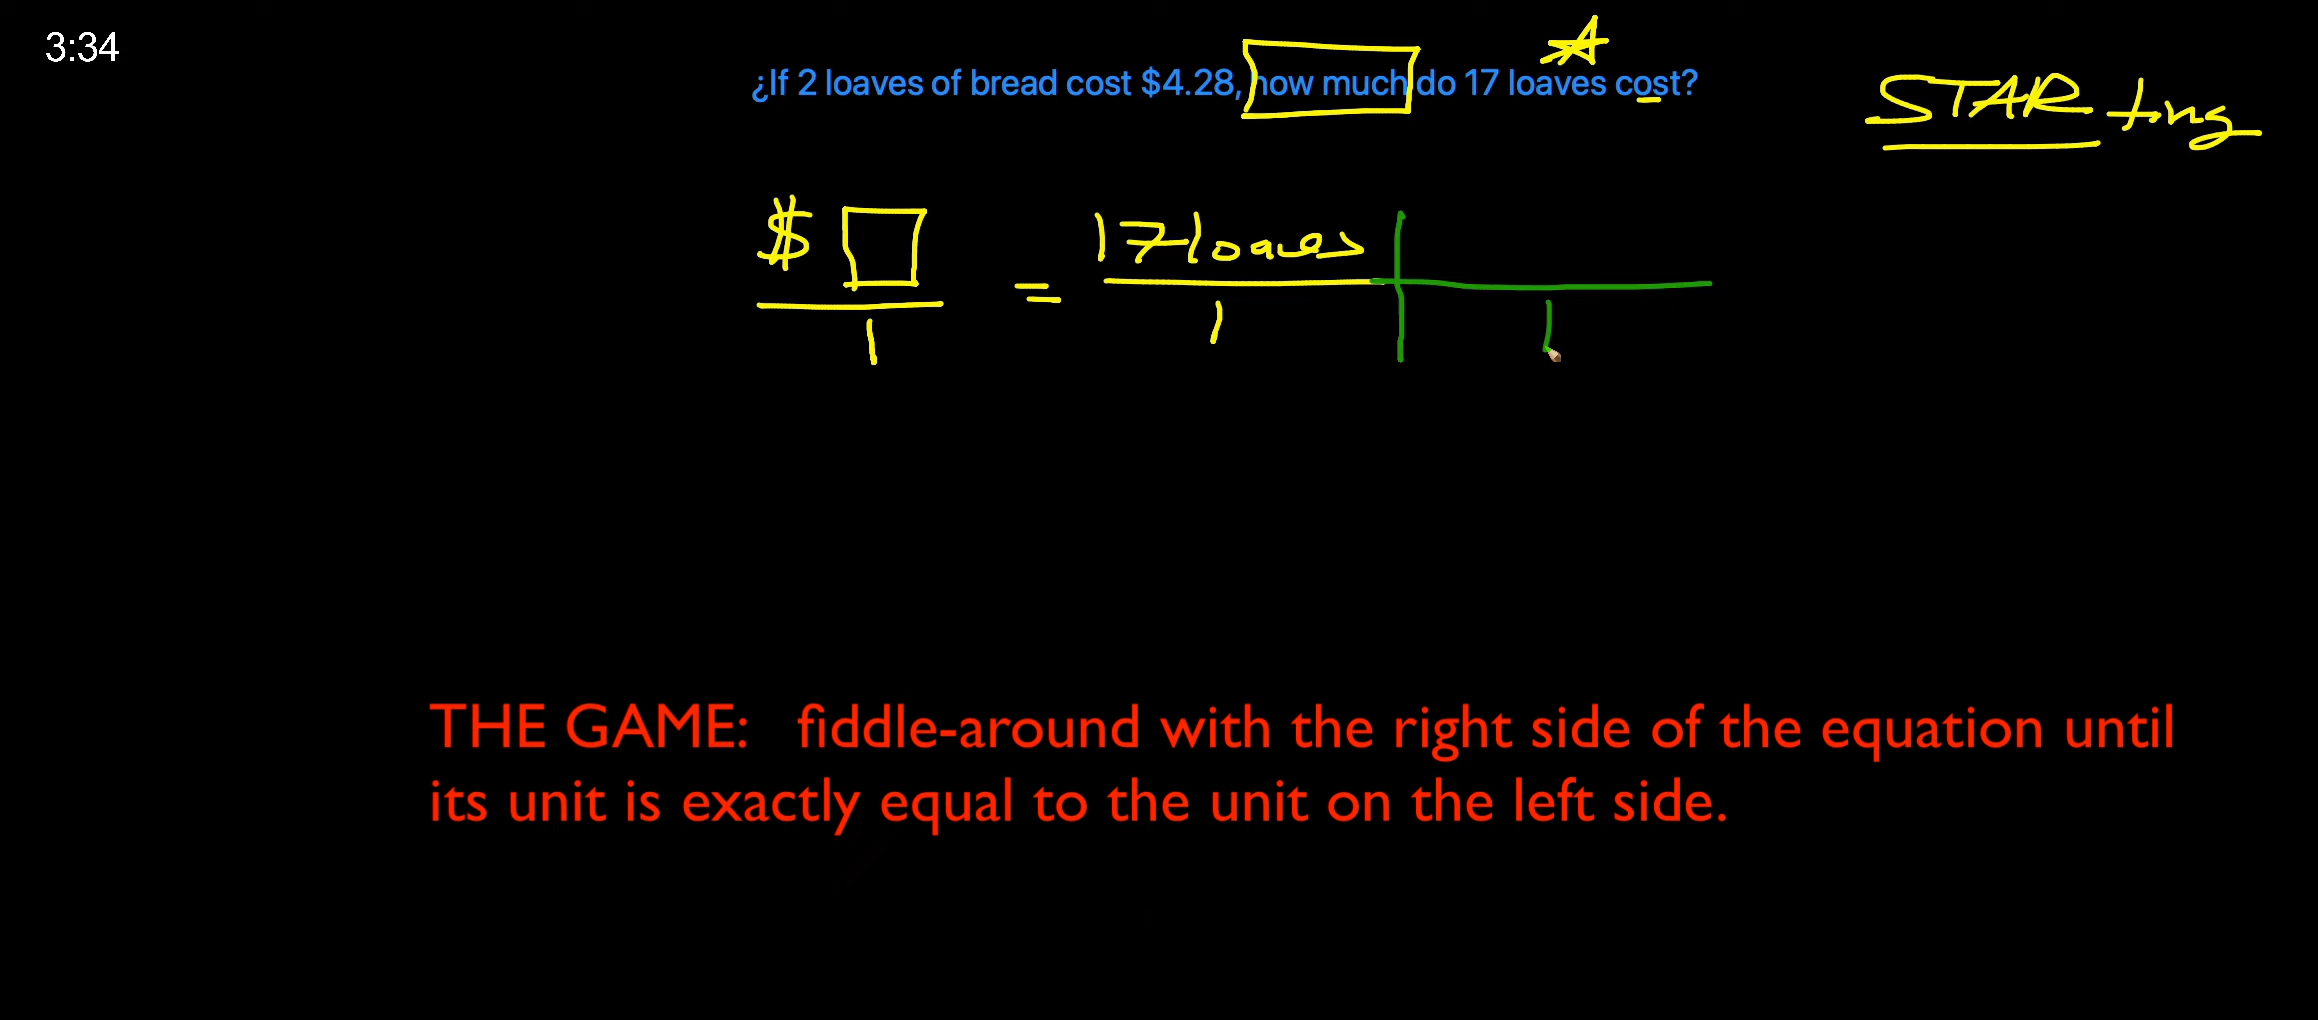 3:34
¿If 2 loaves of bread cost $4.28, how much do 17 loaves cost?
STARting
$ = 17 loaves
1 1
THE GAME: fiddle-around with the right side of the equation until
its unit is exactly equal to the unit on the left side.